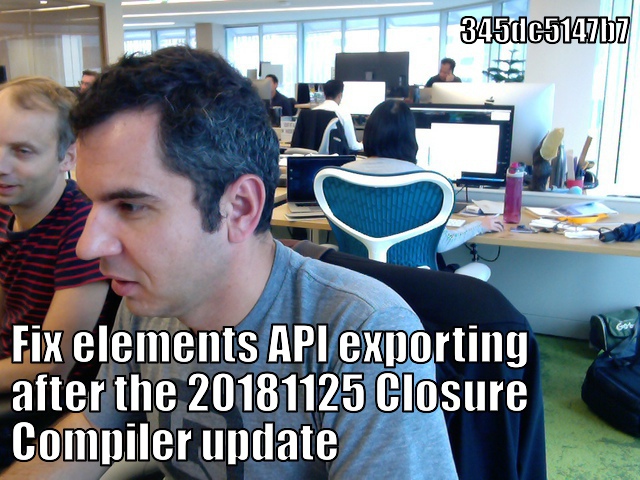 345dc5147b7
Fix elements API exporting
after the 20181125 Closure
Compiler update